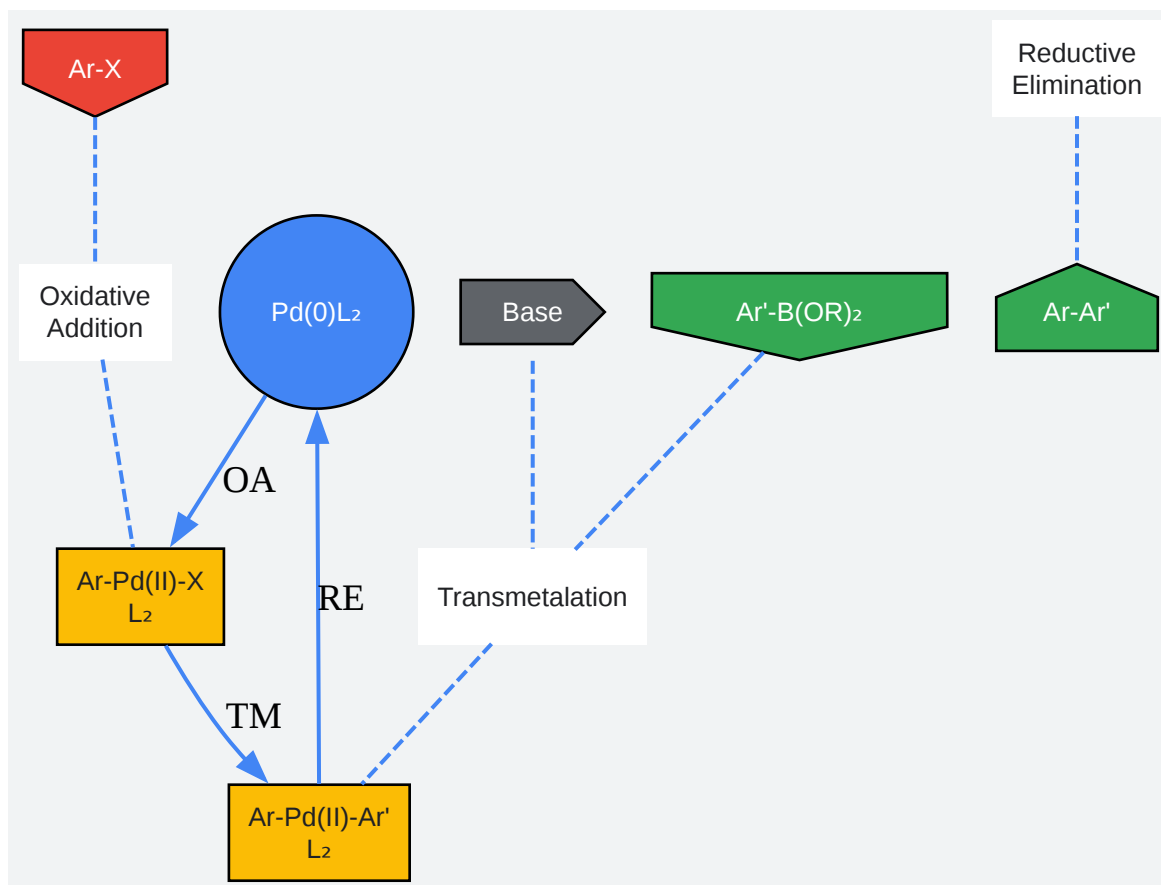 Ar-X
Reductive
Elimination
Oxidative
Addition
Pd(0)L₂
Base
Ar'-B(OR)₂
Ar-Ar'
OA
Ar-Pd(II)-X
L₂
RE
Transmetalation
TM
Ar-Pd(II)-Ar'
L₂